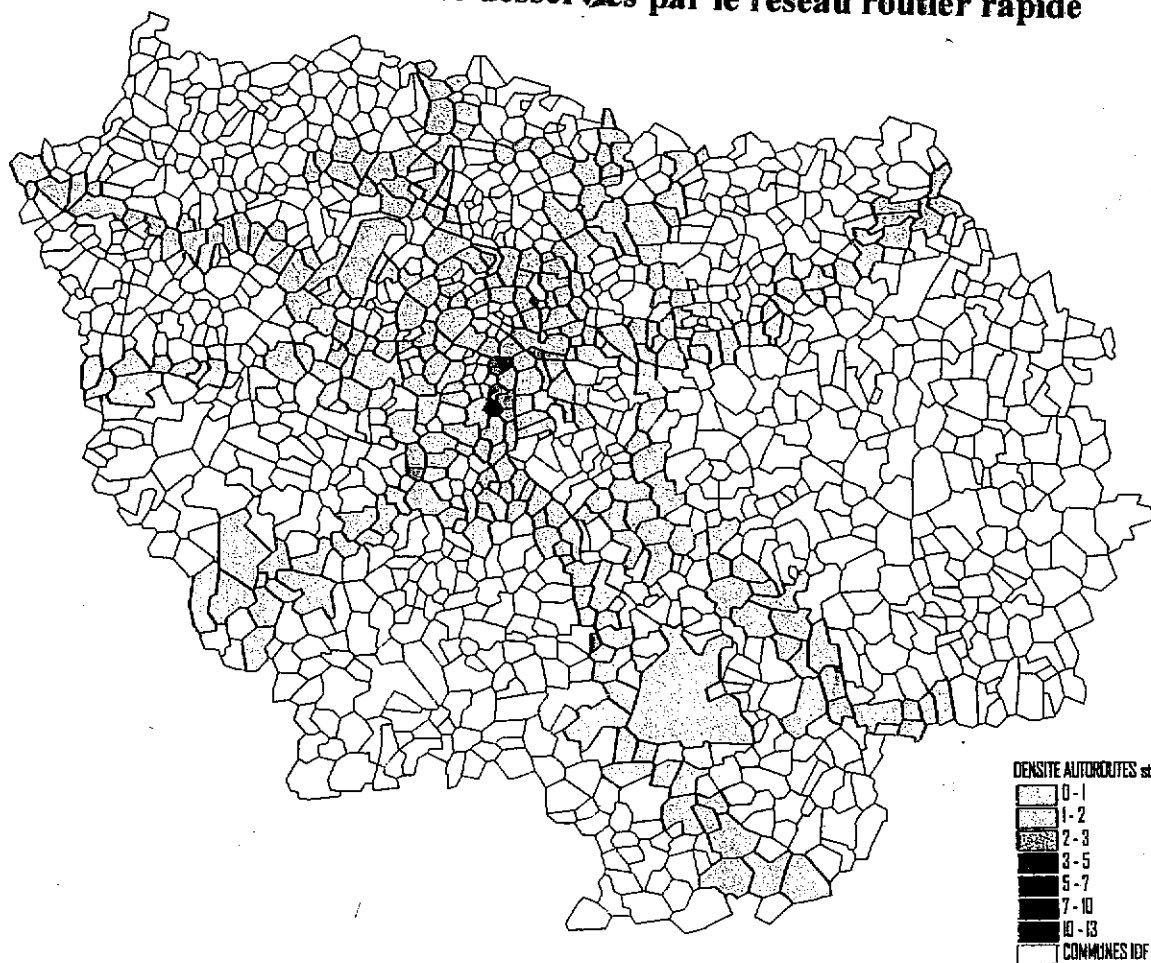 desservies par le réseau routier rapide
DENSITE AUTOROUTES st
0-1
1-2
2-3
3-5
5-7
7-10
10-13
COMMUNES IDF